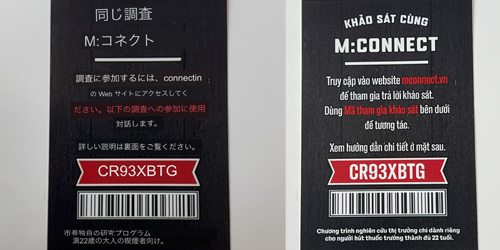 同じ調査
M:コネクト
調査に参加するには、connectin
の Web サイトにアクセスしてく
ださい。以下の調査への参加に使用
対話します。
詳しい説明は裏面をご覧ください。
CR93XBTG
市場独自の研究プログラム
満22歳の大人の喫煙者向け。
KHẢO SÁT CÙNG
M:CONNECT
Truy cập vào website mconnect.vn
để tham gia trả lời khảo sát.
Dùng Mã tham gia khảo sát bên dưới
để tương tác.
Xem hướng dẫn chi tiết ở mặt sau.
CR93XBTG
Chương trình nghiên cứu thị trường chỉ dành riêng
cho người hút thuốc trưởng thành đủ 22 tuổi.